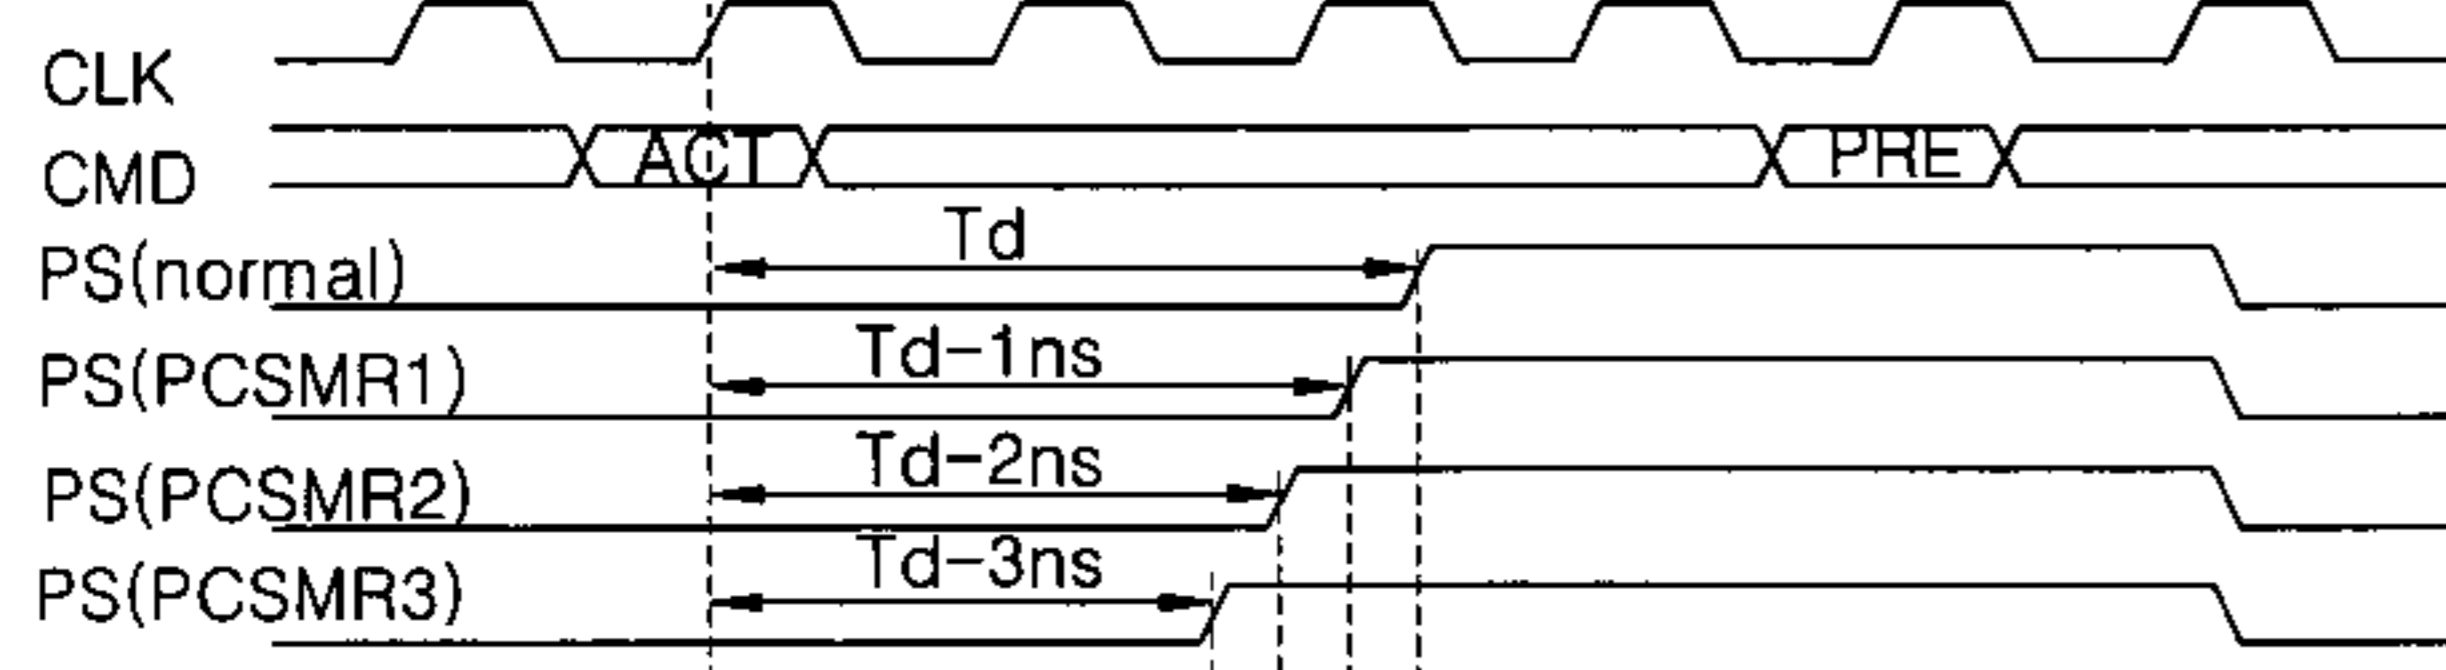 CLK
CMD ACT PRE
Td
PS(normal)
Td-1ns
PS(PCSMR1)
Td-2ns
PS(PCSMR2)
Td-3ns
PS(PCSMR3)